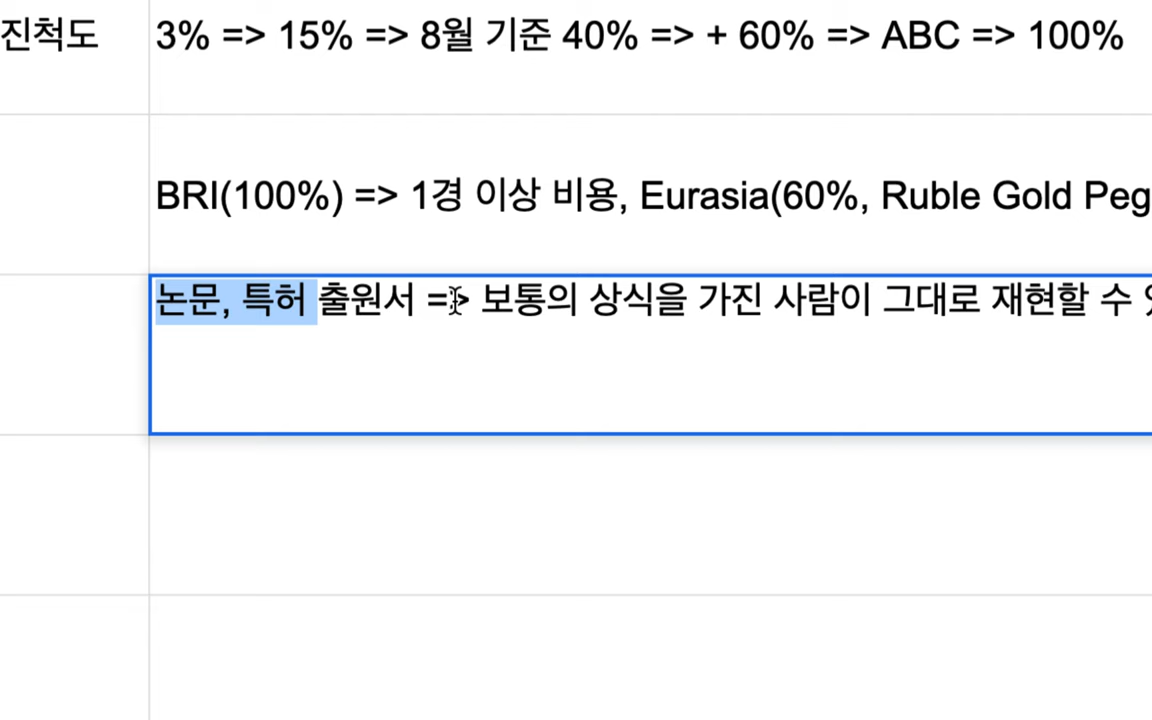 진척도 3% => 15% => 8월 기준 40% => + 60% => ABC => 100%
BRI(100%) => 1경 이상 비용, Eurasia(60%, Ruble Gold Peg
논문, 특허 출원서 => 보통의 상식을 가진 사람이 그대로 재현할 수